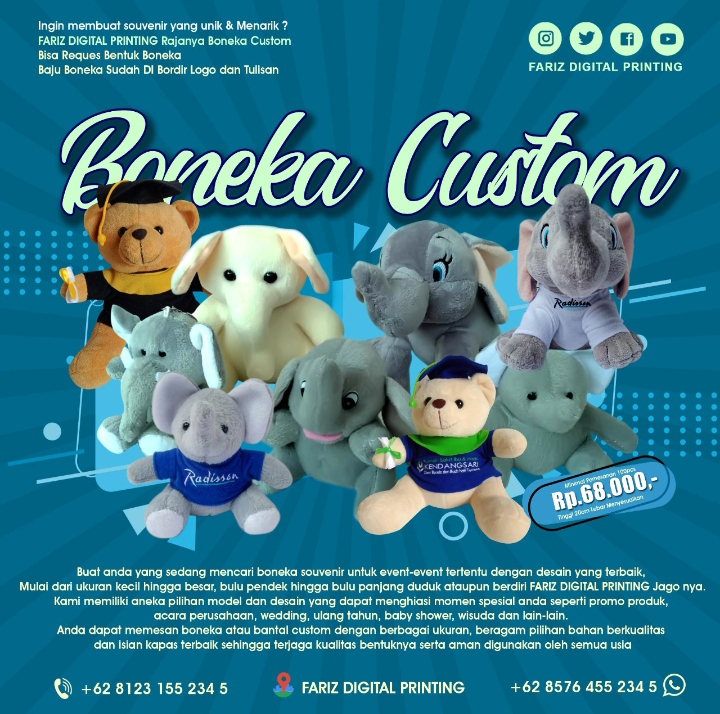 Ingin membuat souvenir yang unik & Menarik ?
FARIZ DIGITAL PRINTING Rajanya Boneka Custom
Bisa Reques Bentuk Boneka
Baju Boneka Sudah DI Bordir Logo dan Tulisan
FARIZ DIGITAL PRINTING
Boneka Custom
Radisson
Radisson
KENDANGSARI
Minimal Pemesanan 100pcs
Rp.68.000,-
Tinggi 20cm Lebar Menyesuaikan
Buat anda yang sedang mencari boneka souvenir untuk event-event tertentu dengan desain yang terbaik,
Mulai dari ukuran kecil hingga besar, bulu pendek hingga bulu panjang duduk ataupun berdiri FARIZ DIGITAL PRINTING Jago nya.
Kami memiliki aneka pilihan model dan desain yang dapat menghiasi momen spesial anda seperti promo produk,
acara perusahaan, wedding, ulang tahun, baby shower, wisuda dan lain-lain.
Anda dapat memesan boneka atau bantal custom dengan berbagai ukuran, beragam pilihan bahan berkualitas
dan isian kapas terbaik sehingga terjaga kualitas bentuknya serta aman digunakan oleh semua usia
+62 8123 155 234 5
FARIZ DIGITAL PRINTING
+62 8576 455 234 5